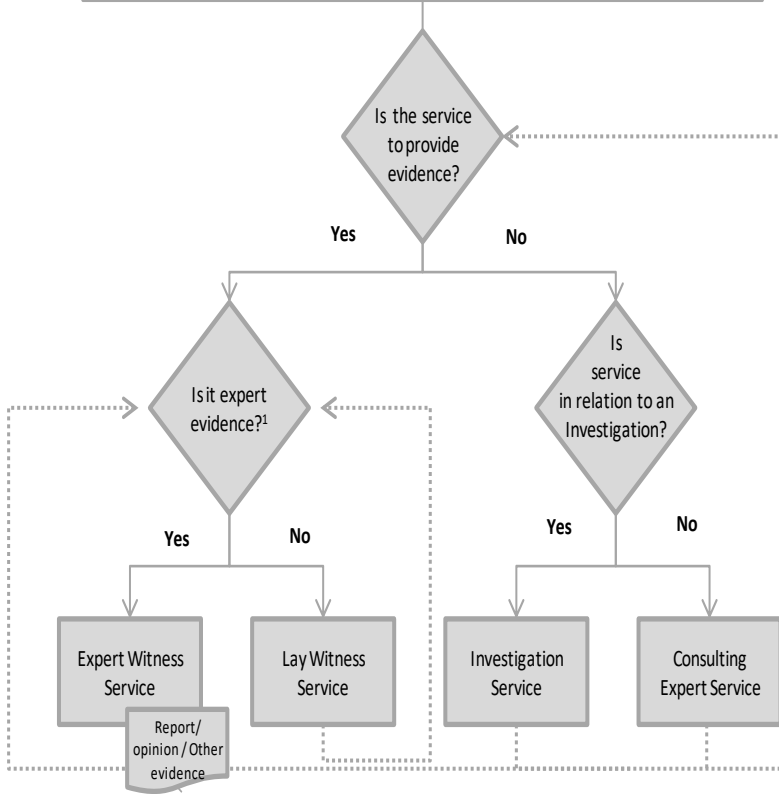 Is the service
to provide
evidence?
Yes
No
Is it expert
evidence?1
Is
service
in relation to an
Investigation?
Yes
No
Yes
No
Expert Witness
Service
Lay Witness
Service
Investigation
Service
Consulting
Expert Service
Report/
opinion / Other
evidence